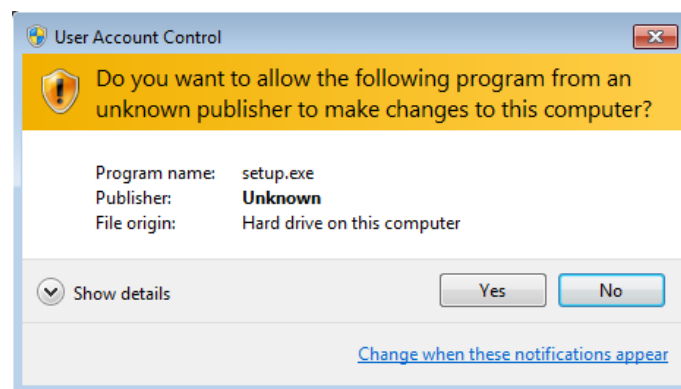 User Account Control
Do you want to allow the following program from an
unknown publisher to make changes to this computer?
Program name: setup.exe
Publisher: Unknown
File origin: Hard drive on this computer
Show details
Yes
No
Change when these notifications appear